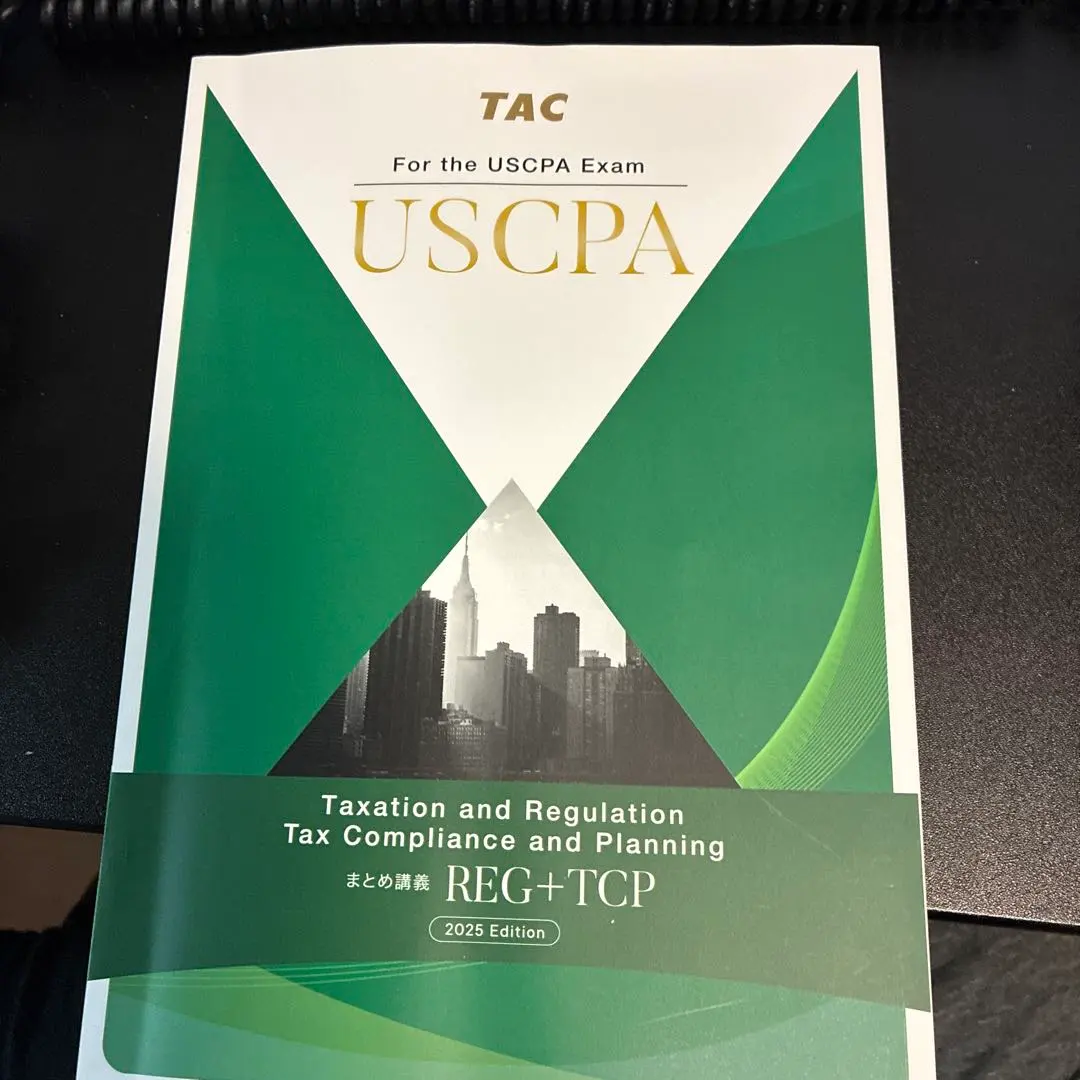 TAC
For the USCPA Exam
USCPA
Taxation and Regulation
Tax Compliance and Planning
まとめ講義 REG+TCP
2025 Edition